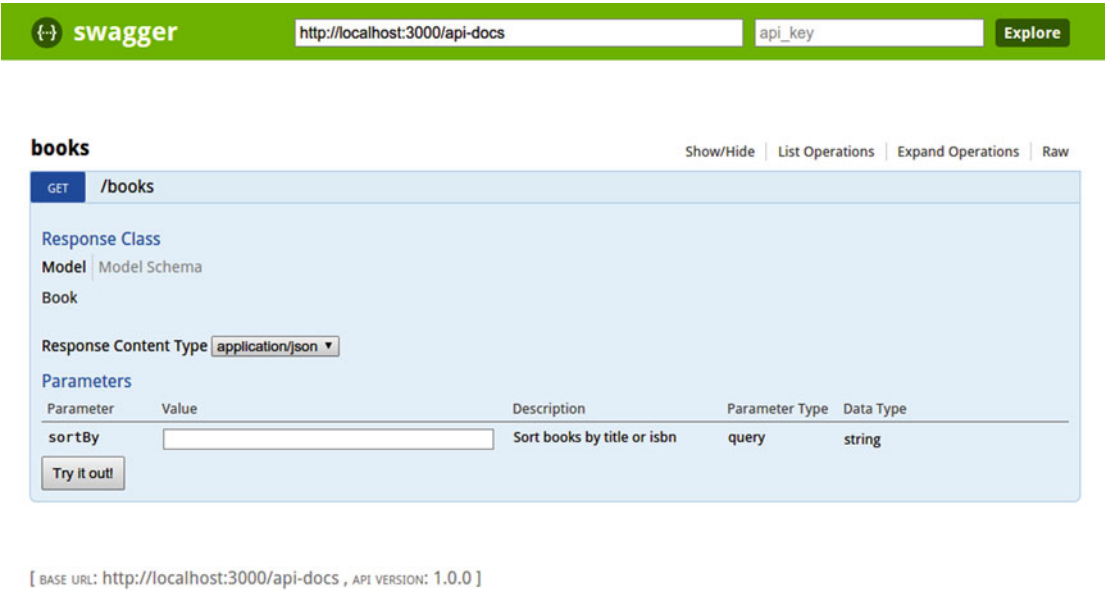 {··} swagger http://localhost:3000/api-docs api_key Explore
books Show/Hide List Operations Expand Operations Raw
GET /books
Response Class
Model Model Schema
Book
Response Content Type application/json ▼
Parameters
Parameter Value Description Parameter Type Data Type
sortBy Sort books by title or isbn query string
Try it out!
[ BASE URL: http://localhost:3000/api-docs , API VERSION: 1.0.0 ]